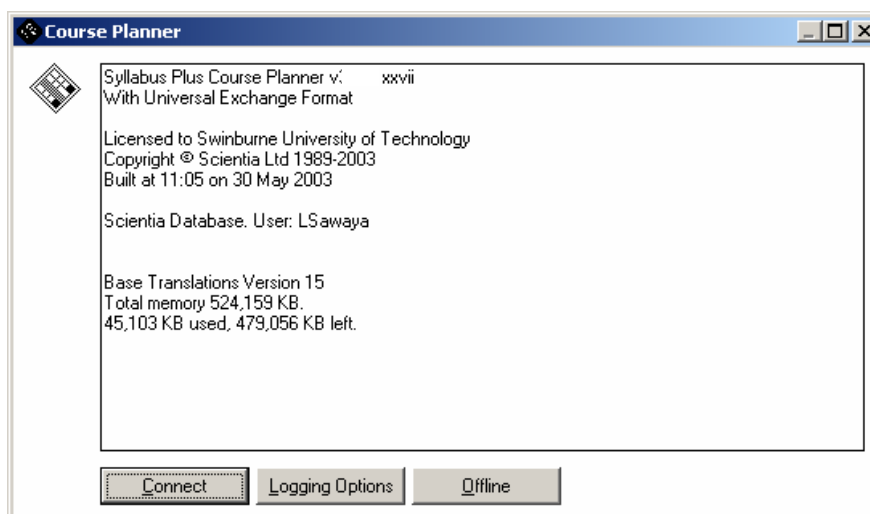 Course Planner
Syllabus Plus Course Planner xxvii
With Universal Exchange Format
Licensed to Swinburne University of Technology
Copyright © Scientia Ltd 1989-2003
Built at 11:05 on 30 May 2003
Scientia Database. User: LSawaya
Base Translations Version 15
Total memory 524,159 KB.
45,103 KB used, 479,056 KB left.
Connect Logging Options Offline